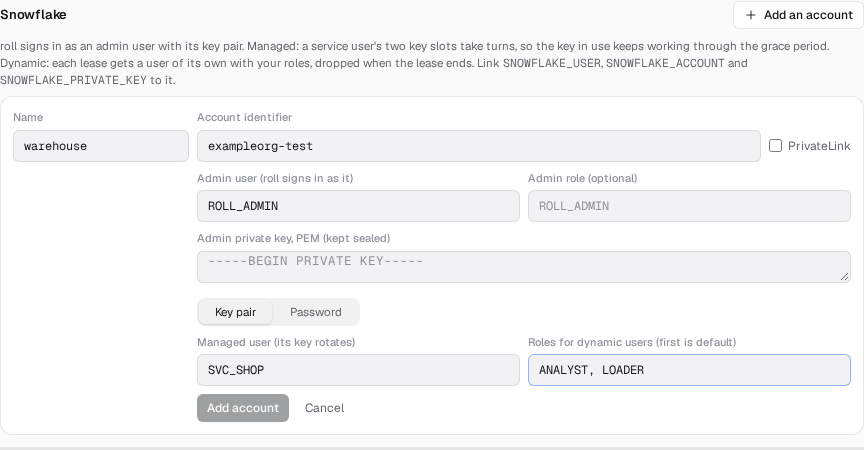 Snowflake
+ Add an account
roll signs in as an admin user with its key pair. Managed: a service user's two key slots take turns, so the key in use keeps working through the grace period.
Dynamic: each lease gets a user of its own with your roles, dropped when the lease ends. Link SNOWFLAKE_USER, SNOWFLAKE_ACCOUNT and
SNOWFLAKE_PRIVATE_KEY to it.
Name
Account identifier
warehouse
exampleorg-test
PrivateLink
Admin user (roll signs in as it)
Admin role (optional)
ROLL_ADMIN
ROLL_ADMIN
Admin private key, PEM (kept sealed)
-----BEGIN PRIVATE KEY-----
Key pair
Password
Managed user (its key rotates)
Roles for dynamic users (first is default)
SVC_SHOP
ANALYST, LOADER
Add account
Cancel